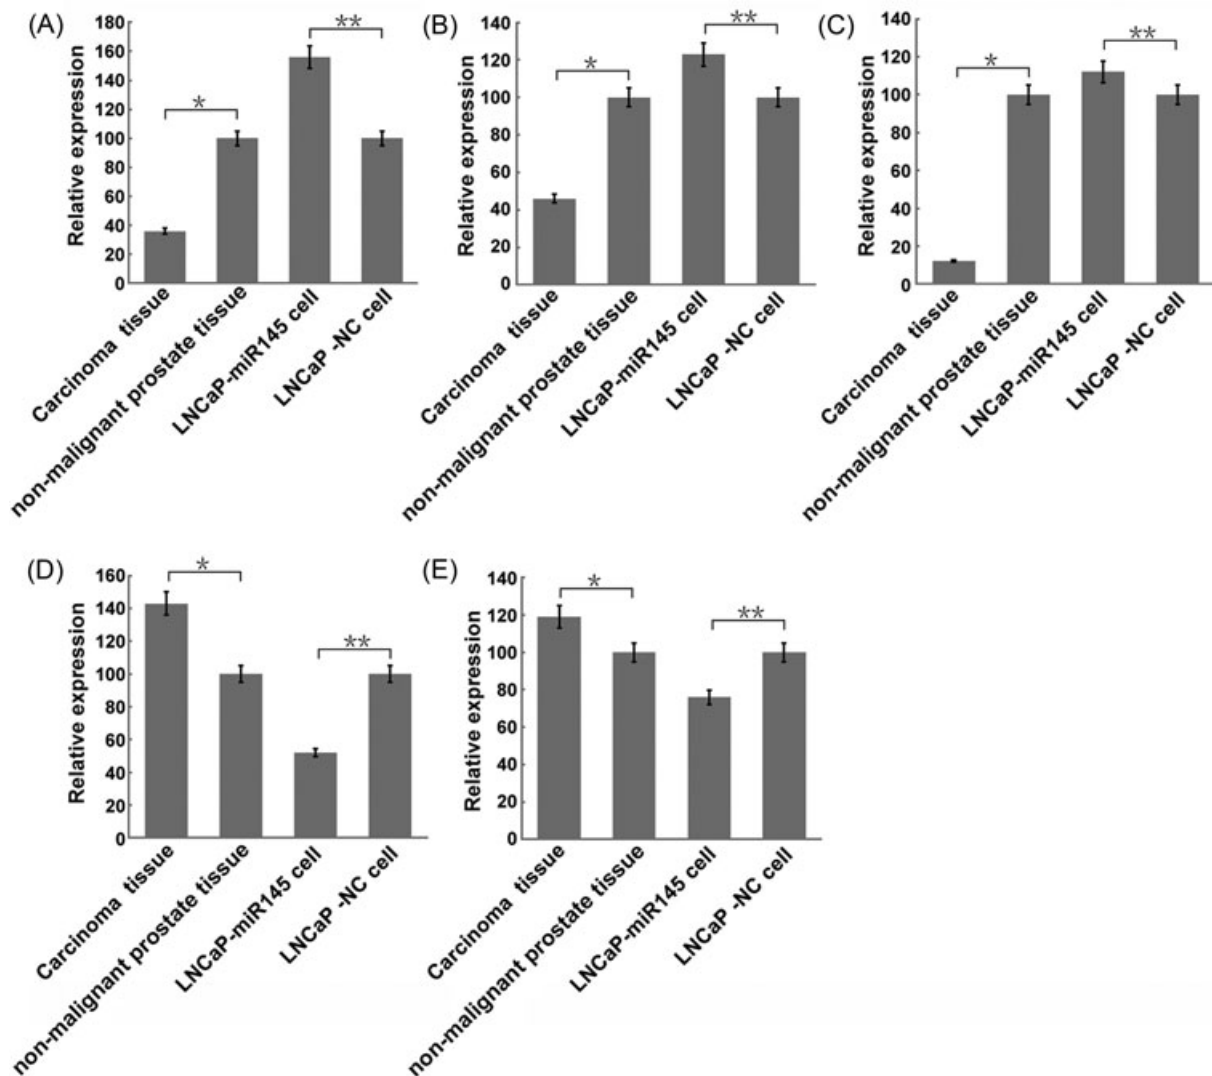 (A)
Relative expression
180
160
140
120
100
80
60
40
20
0
*
**
Carcinoma tissue
non-malignant prostate tissue
LNCaP-miR145 cell
LNCaP -NC cell
(B)
Relative expression
140
120
100
80
60
40
20
0
*
**
Carcinoma tissue
non-malignant prostate tissue
LNCaP-miR145 cell
LNCaP -NC cell
(C)
Relative expression
140
120
100
80
60
40
20
0
*
**
Carcinoma tissue
non-malignant prostate tissue
LNCaP-miR145 cell
LNCaP -NC cell
(D)
Relative expression
160
140
120
100
80
60
40
20
0
*
**
Carcinoma tissue
non-malignant prostate tissue
LNCaP-miR145 cell
LNCaP -NC cell
(E)
Relative expression
140
120
100
80
60
40
20
0
*
**
Carcinoma tissue
non-malignant prostate tissue
LNCaP-miR145 cell
LNCaP -NC cell